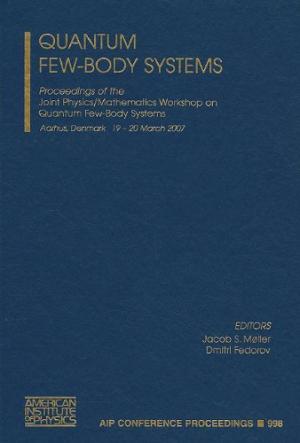 QUANTUM
FEW-BODY SYSTEMS
Proceedings of the
Joint Physics/Mathematics Workshop on
Quantum Few-Body Systems
Aarhus, Denmark 19 - 20 March 2007
EDITORS
Jacob S. Møller
Dmitri Fedorov
AMERICAN
INSTITUTE
OF PHYSICS
AIP CONFERENCE PROCEEDINGS ■ 998